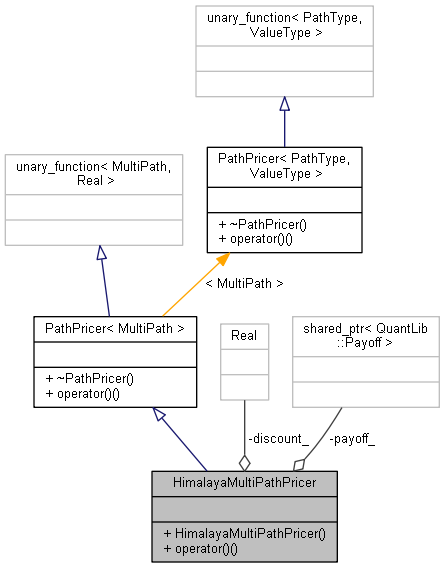 unary_function< PathType,
ValueType >
unary_function< MultiPath,
Real >
PathPricer< PathType,
ValueType >
+ ~PathPricer()
+ operator()()
< MultiPath >
PathPricer< MultiPath >
+ ~PathPricer()
+ operator()()
Real
shared_ptr< QuantLib
::Payoff >
-discount_
-payoff_
HimalayaMultiPathPricer
+ HimalayaMultiPathPricer()
+ operator()()